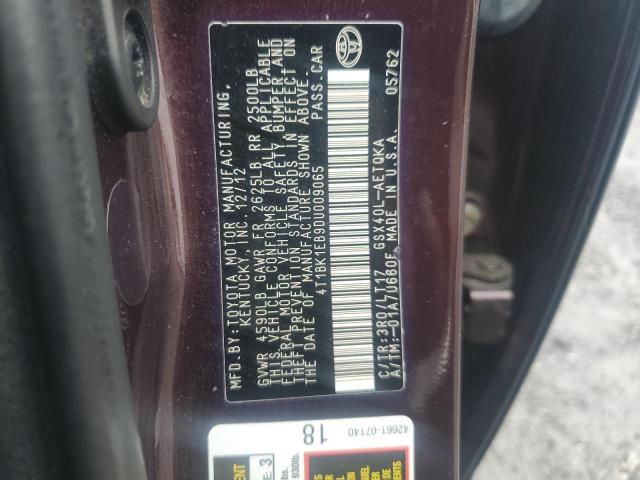 MFD.BY: TOYOTA MOTOR MANUFACTURING,
KENTUCKY, INC. 12/12
GVWR 4590LB GAWR FR 2625LB RR 2500LB
THIS VEHICLE CONFORMS TO ALL APPLICABLE
FEDERAL MOTOR VEHICLE SAFETY BUMPER AND
THEFT PREVENTION STANDARDS IN EFFECT ON
THE DATE OF MANUFACTURE SHOWN ABOVE.
4T1BK1EB9DU009065 PASS.CAR
C/TR:3R9/LT17 GSX40L-AETQKA 05762
A/TM:-01A/U660F MADE IN U.S.A.
42661-07140
18